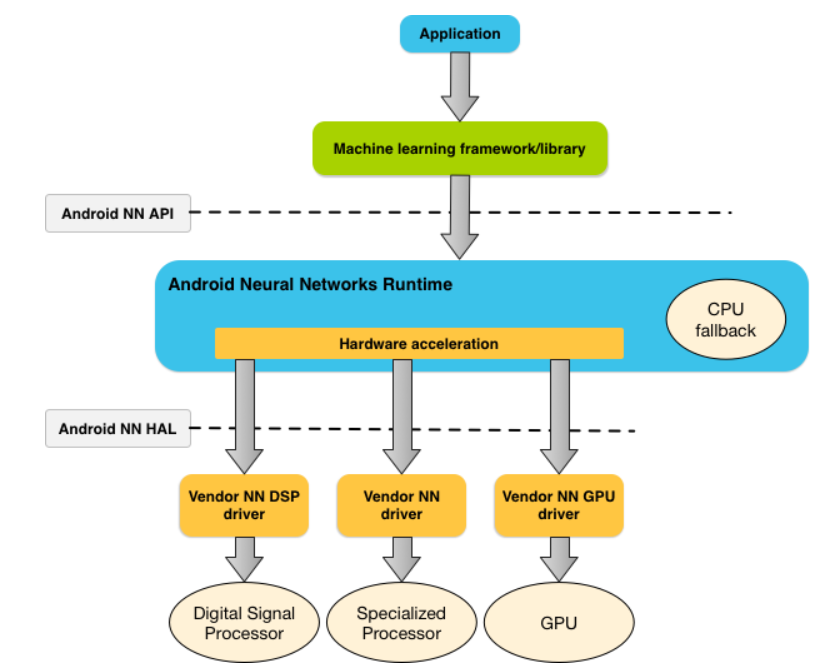 Application
Machine learning framework/library
Android NN API
Android Neural Networks Runtime
CPU
fallback
Hardware acceleration
Android NN HAL
Vendor NN DSP
driver
Vendor NN
driver
Vendor NN GPU
driver
Digital Signal
Processor
Specialized
Processor
GPU